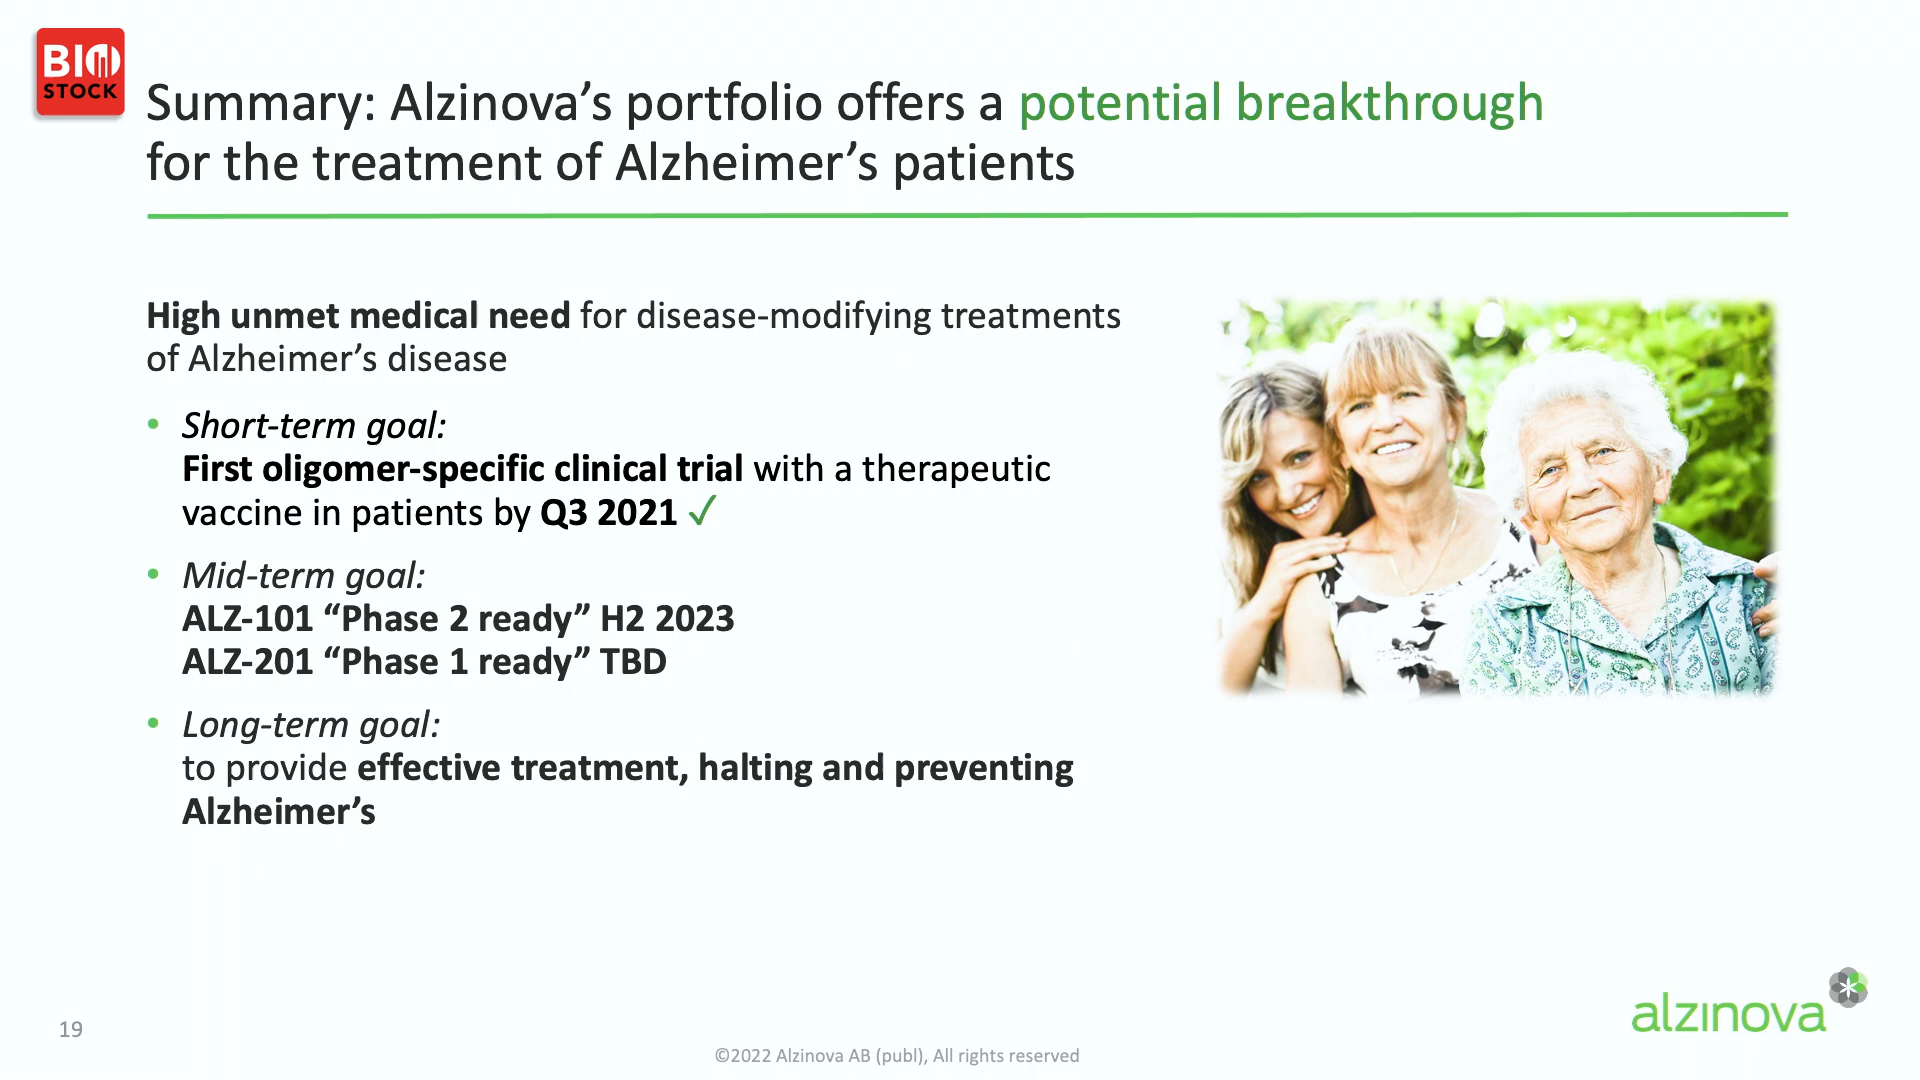 BIO
STOCK
Summary: Alzinova’s portfolio offers a potential breakthrough
for the treatment of Alzheimer’s patients
High unmet medical need for disease-modifying treatments
of Alzheimer’s disease
• Short-term goal:
First oligomer-specific clinical trial with a therapeutic
vaccine in patients by Q3 2021 ✓
• Mid-term goal:
ALZ-101 “Phase 2 ready” H2 2023
ALZ-201 “Phase 1 ready” TBD
• Long-term goal:
to provide effective treatment, halting and preventing
Alzheimer’s
alzinova
19
©2022 Alzinova AB (publ), All rights reserved